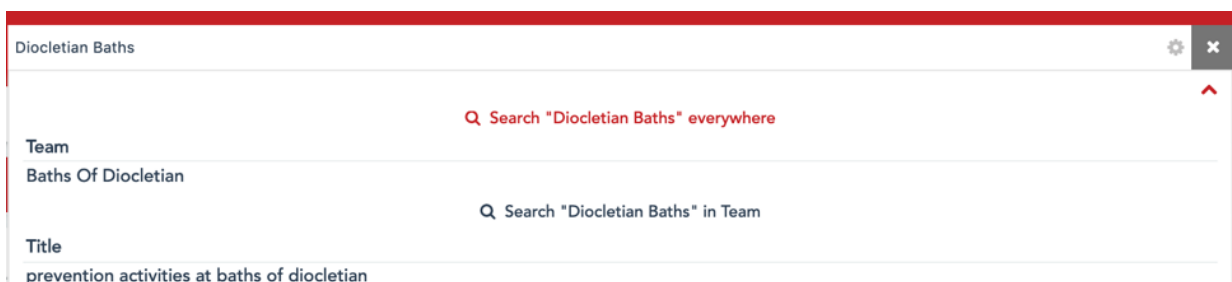 Diocletian Baths
Search "Diocletian Baths" everywhere
Team
Baths Of Diocletian
Search "Diocletian Baths" in Team
Title
prevention activities at baths of diocletian